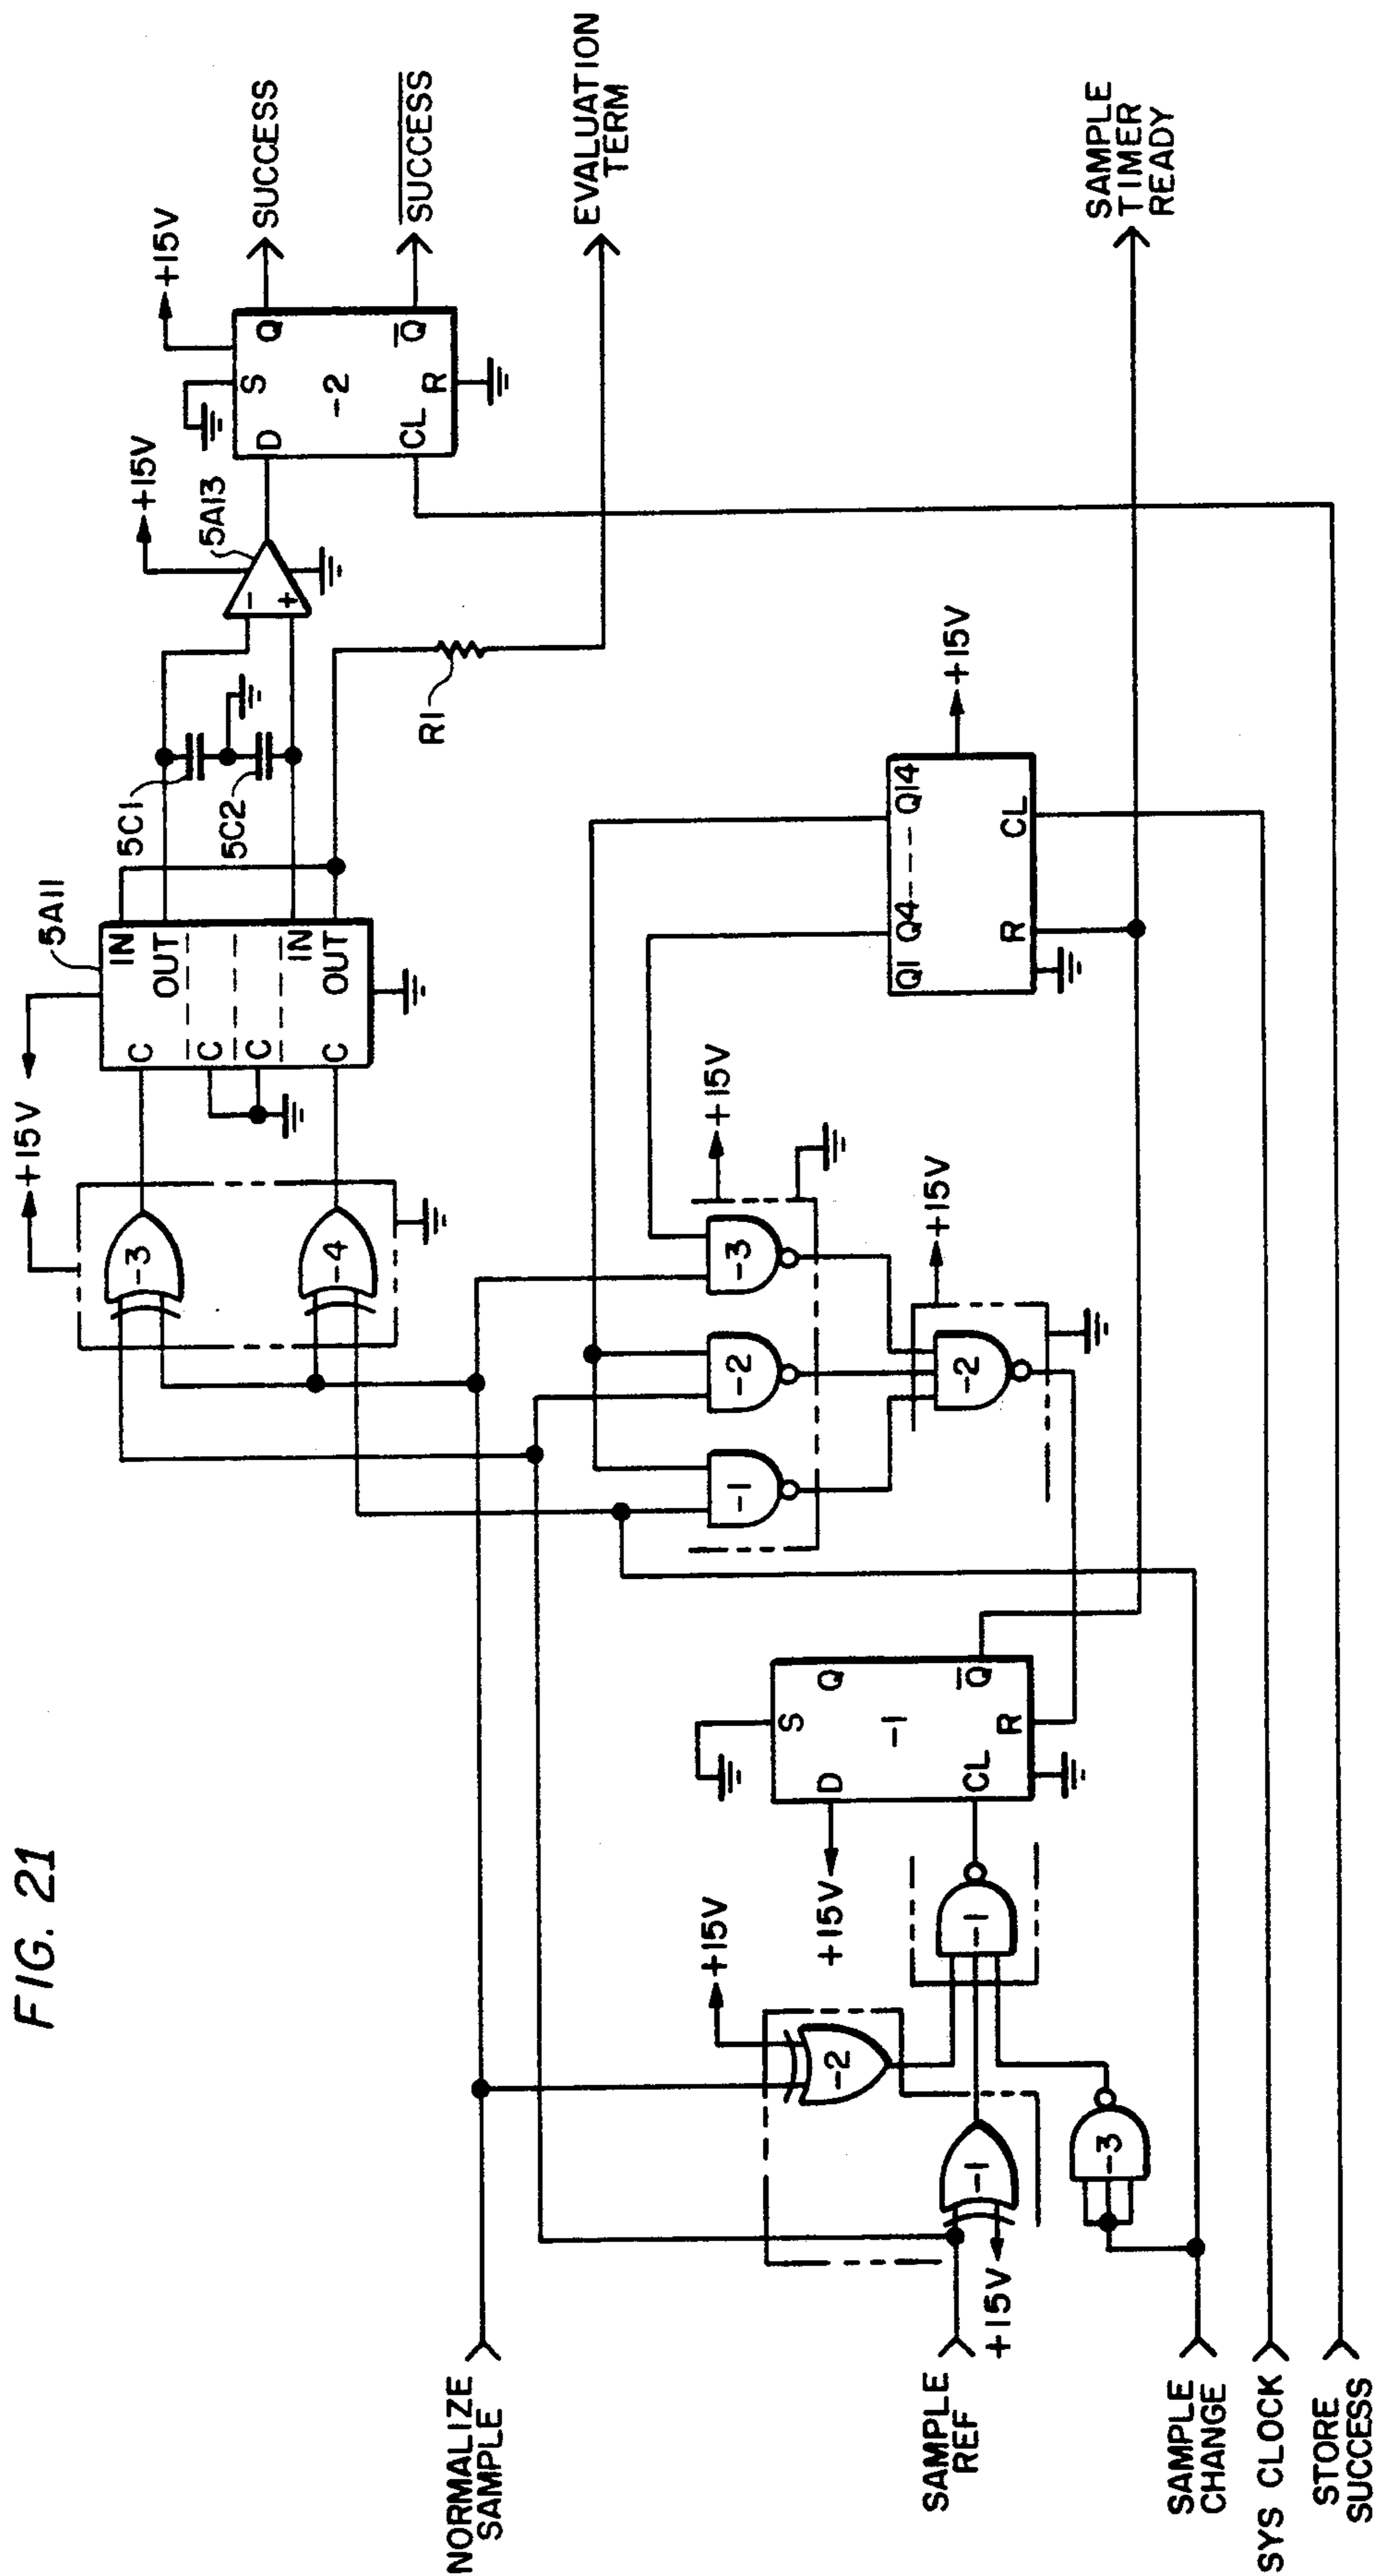 FIG. 21
NORMALIZE
SAMPLE
SAMPLE
REF
SAMPLE
CHANGE
SYS CLOCK
STORE
SUCCESS
+15V
-3
-4
+15V
5A11
C
C
C
C
IN
OUT
IN
OUT
5C1
5C2
R1
-
+
5A13
+15V
+15V
D
S
Q
-2
CL
R
Q̅
SUCCESS
S̅U̅C̅C̅E̅S̅S̅
EVALUATION
TERM
SAMPLE
TIMER
READY
+15V
-2
-1
+15V
-3
-1
+15V
D
S
Q
-1
CL
R
Q̅
-1
-2
-3
+15V
-2
+15V
Q1
Q4
Q14
R
CL
+15V